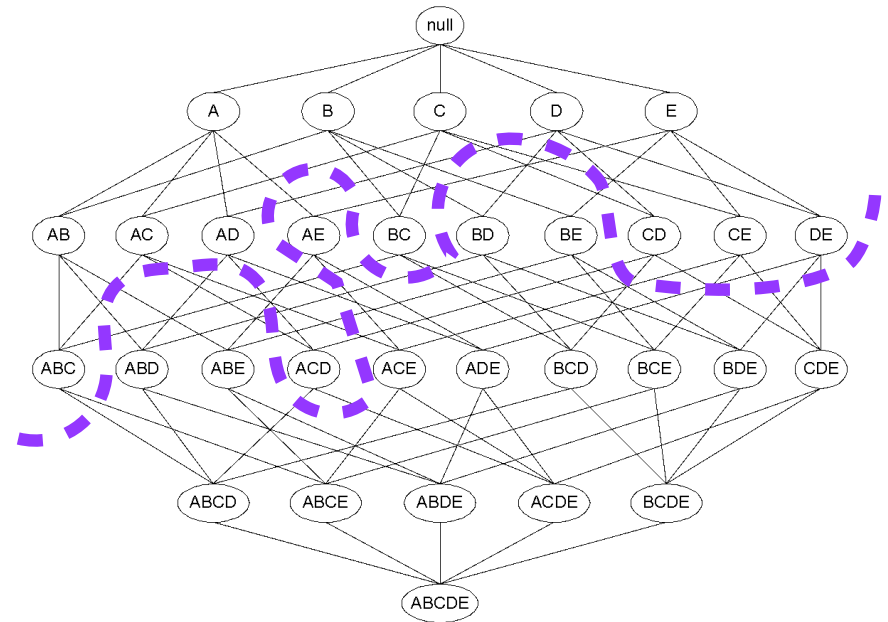 null
A B C D E
AB AC AD AE BC BD BE CD CE DE
ABC ABD ABE ACD ACE ADE BCD BCE BDE CDE
ABCD ABCE ABDE ACDE BCDE
ABCDE